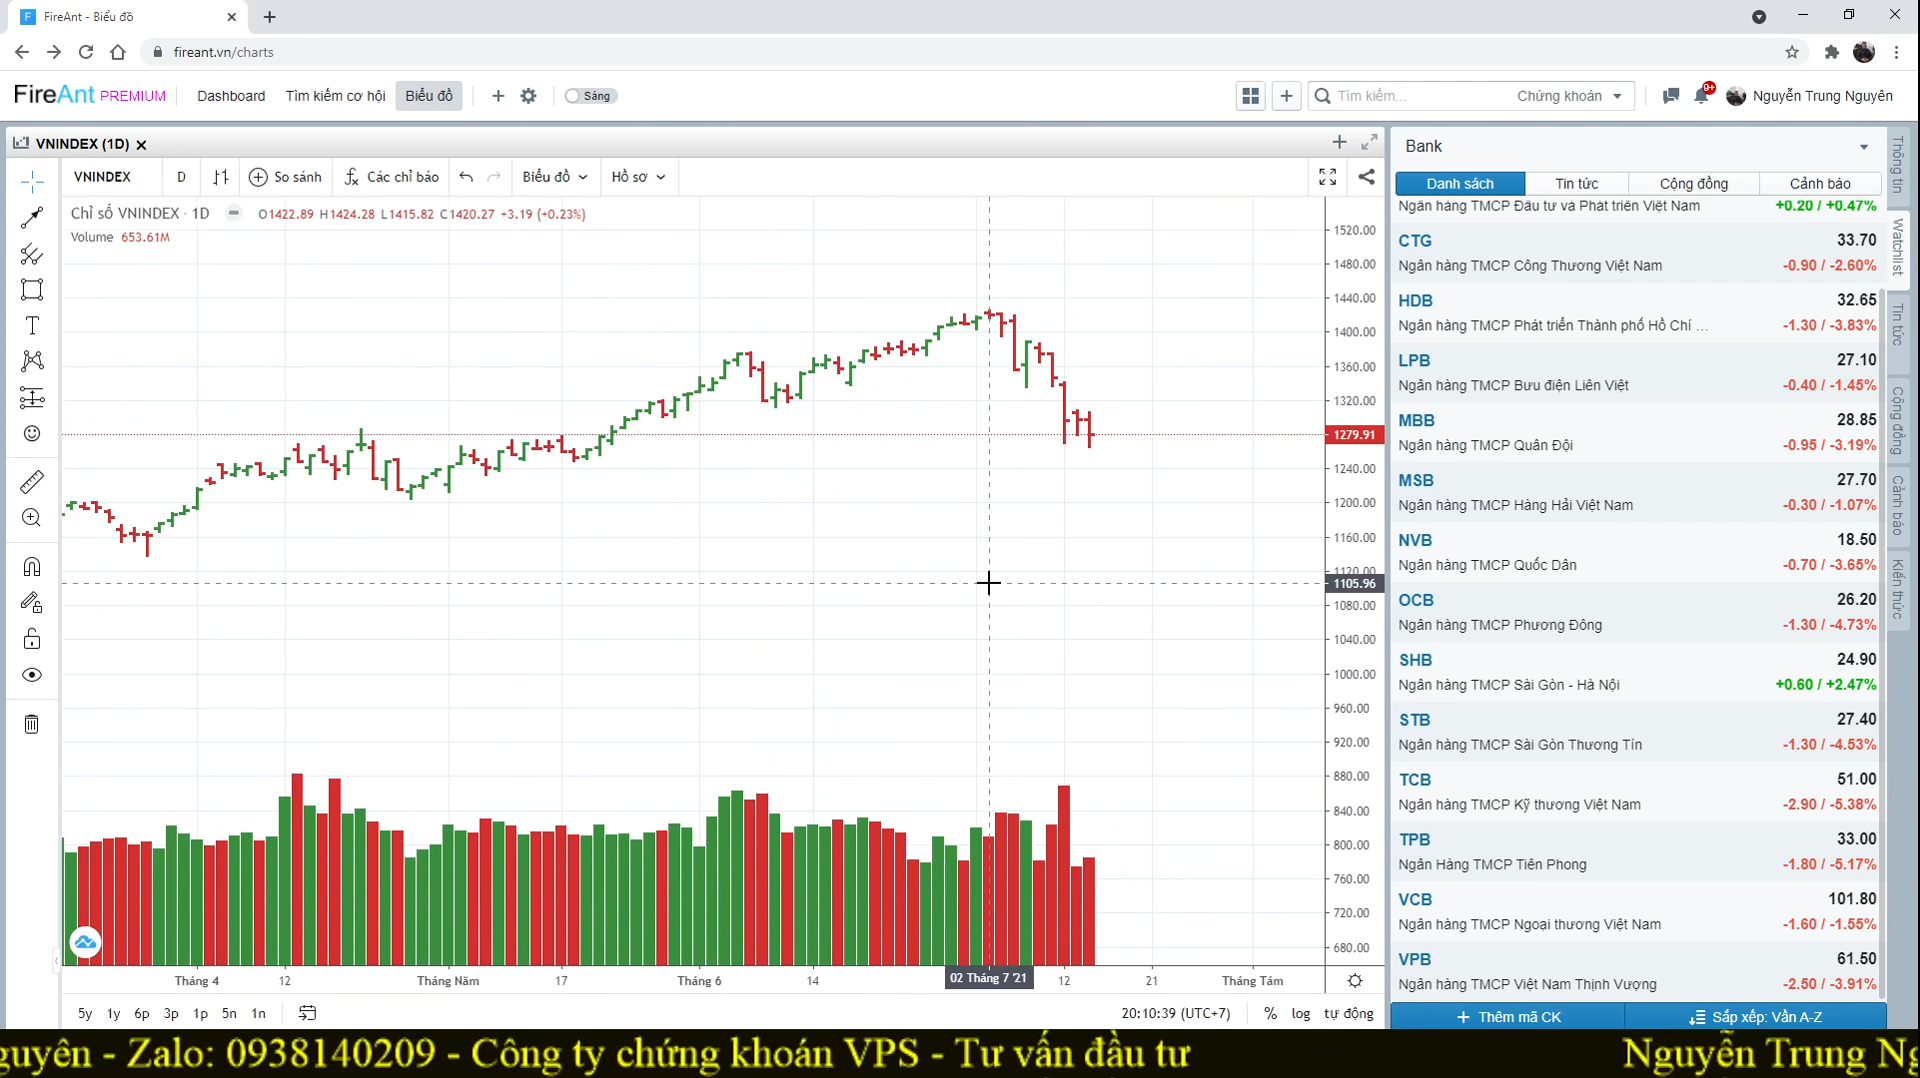 FireAnt - Biểu đồ
fireant.vn/charts
FireAnt PREMIUM
Dashboard
Tìm kiếm cơ hội
Biểu đồ
Sáng
Tìm kiếm...
Chứng khoán
9+
Nguyễn Trung Nguyên
VNINDEX (1D)
VNINDEX
D
So sánh
Các chỉ báo
Biểu đồ
Hồ sơ
Chỉ số VNINDEX · 1D
O1422.89 H1424.28 L1415.82 C1420.27 +3.19 (+0.23%)
Volume 653.61M
1520.00
1480.00
1440.00
1400.00
1360.00
1320.00
1279.91
1240.00
1200.00
1160.00
1120.00
1105.96
1080.00
1040.00
1000.00
960.00
920.00
880.00
840.00
800.00
760.00
720.00
680.00
Tháng 4
12
Tháng Năm
17
Tháng 6
14
02 Tháng 7 '21
12
21
Tháng Tám
5y 1y 6p 3p 1p 5n 1n
20:10:39 (UTC+7)
% log tự động
Bank
Danh sách
Tin tức
Cộng đồng
Cảnh báo
Ngân hàng TMCP Đầu tư và Phát triển Việt Nam +0.20 / +0.47%
CTG 33.70
Ngân hàng TMCP Công Thương Việt Nam -0.90 / -2.60%
HDB 32.65
Ngân hàng TMCP Phát triển Thành phố Hồ Chí ... -1.30 / -3.83%
LPB 27.10
Ngân hàng TMCP Bưu điện Liên Việt -0.40 / -1.45%
MBB 28.85
Ngân hàng TMCP Quân Đội -0.95 / -3.19%
MSB 27.70
Ngân hàng TMCP Hàng Hải Việt Nam -0.30 / -1.07%
NVB 18.50
Ngân hàng TMCP Quốc Dân -0.70 / -3.65%
OCB 26.20
Ngân hàng TMCP Phương Đông -1.30 / -4.73%
SHB 24.90
Ngân hàng TMCP Sài Gòn - Hà Nội +0.60 / +2.47%
STB 27.40
Ngân hàng TMCP Sài Gòn Thương Tín -1.30 / -4.53%
TCB 51.00
Ngân hàng TMCP Kỹ thương Việt Nam -2.90 / -5.38%
TPB 33.00
Ngân Hàng TMCP Tiên Phong -1.80 / -5.17%
VCB 101.80
Ngân hàng TMCP Ngoại thương Việt Nam -1.60 / -1.55%
VPB 61.50
Ngân hàng TMCP Việt Nam Thịnh Vượng -2.50 / -3.91%
Thêm mã CK
Sắp xếp: Vần A-Z
Thông tin
Watchlist
Tin tức
Cộng đồng
Cảnh báo
Kiến thức
guyên - Zalo: 0938140209 - Công ty chứng khoán VPS - Tư vấn đầu tư
Nguyễn Trung Ng